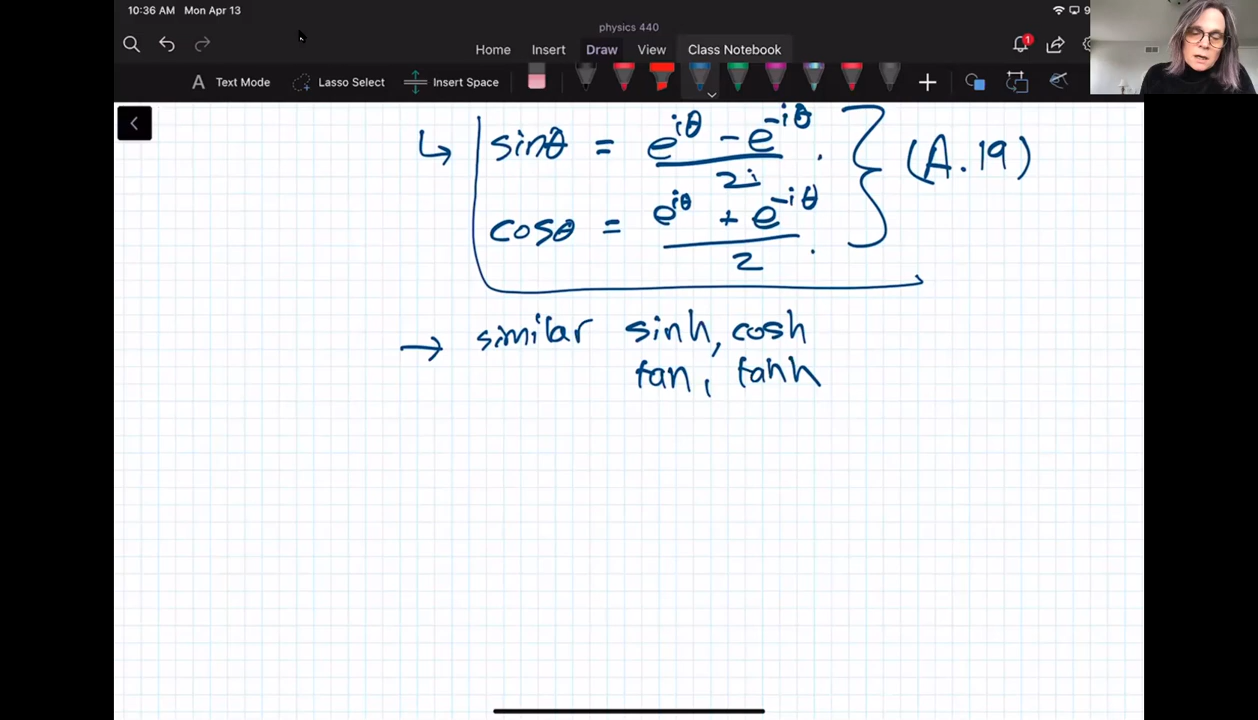 10:36 AM Mon Apr 13
physics 440
Home Insert Draw View Class Notebook
1
Text Mode Lasso Select Insert Space
↳ sinθ = (e^{iθ} - e^{-iθ}) / 2i . } (A.19)
cosθ = (e^{iθ} + e^{-iθ}) / 2 .
→ similar sinh, cosh
tan, tanh